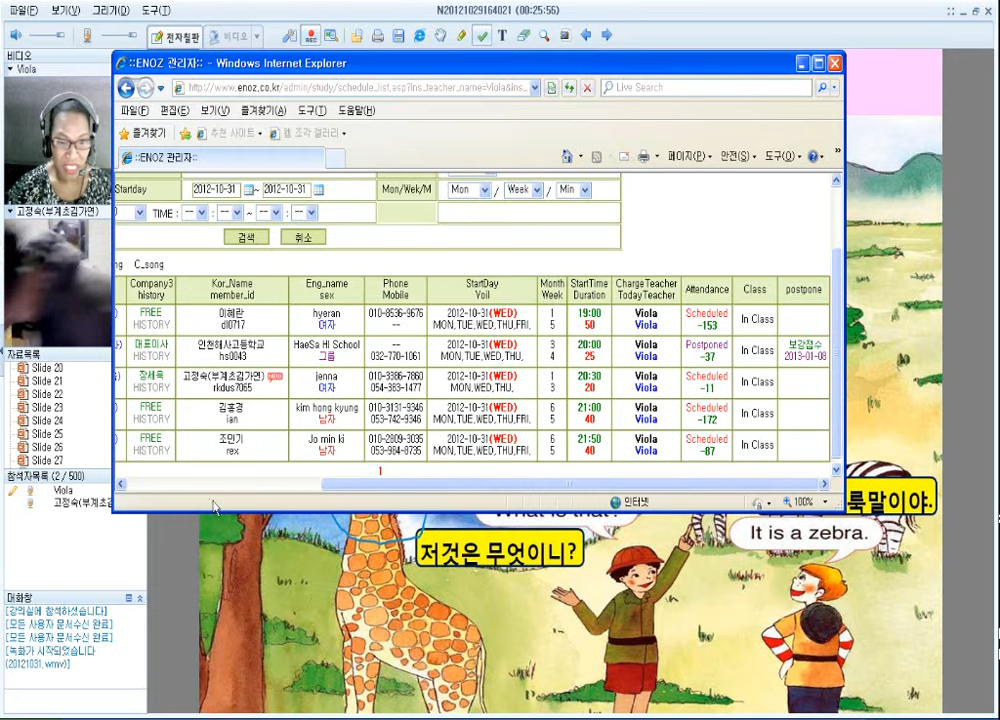 파일(F) 보기(V) 그리기(D) 도구(T)
N20121029164021 (00:25:56)
전자칠판 비디오
비디오
Viola
고정숙(부계초김가연)
자료목록
Slide 20
Slide 21
Slide 22
Slide 23
Slide 24
Slide 25
Slide 26
Slide 27
참석자목록 (2 / 500)
Viola
고정숙(부계초김
대화창
[강의실에 참석하셨습니다]
[모든 사용자 문서수신 완료]
[모든 사용자 문서수신 완료]
[녹화가 시작되었습니다
(20121031, wmv)]
::ENOZ 관리자:: - Windows Internet Explorer
http://www.enoz.co.kr/admin/study/schedule_list.asp?ins_teacher_name=Viola&ins_
Live Search
파일(F) 편집(E) 보기(V) 즐겨찾기(A) 도구(T) 도움말(H)
즐겨찾기 추천 사이트 웹 조각 갤러리
::ENOZ 관리자::
페이지(P) 안전(S) 도구(O)
Startday 2012-10-31 ~ 2012-10-31 Mon/Wek/M Mon / Week / Min
TIME : -- : -- ~ -- : --
검색 취소
ng C_song
Company3 Kor_Name Eng_name Phone StartDay Month StartTime ChargeTeacher Attendance Class postpone
history member_id sex Mobile Yoil Week Duration TodayTeacher
FREE 이혜란 hyeran 010-8536-9676 2012-10-31(WED) 1 19:00 Viola Scheduled In Class
HISTORY dl0717 여자 -- MON,TUE,WED,THU,FRI, 5 50 Viola -153
대표이사 인천해사고등학교 HaeSa HI School -- 2012-10-31(WED) 3 20:00 Viola Postponed In Class 보강접수
HISTORY hs0043 그룹 032-770-1061 MON,TUE,WED,THU, 4 25 Viola -37 2013-01-08
장세욱 고정숙(부계초김가연) jenna 010-3386-7860 2012-10-31(WED) 1 20:30 Viola Scheduled In Class
HISTORY rkdus7065 여자 054-383-1477 MON,WED,THU, 3 20 Viola -11
FREE 김홍경 kim hong kyung 010-3131-9346 2012-10-31(WED) 6 21:00 Viola Scheduled In Class
HISTORY ian 남자 053-742-9346 MON,TUE,WED,THU,FRI, 5 40 Viola -172
FREE 조민기 Jo min ki 010-2809-3035 2012-10-31(WED) 6 21:50 Viola Scheduled In Class
HISTORY rex 남자 053-984-8735 MON,TUE,WED,THU,FRI, 5 40 Viola -87
1
인터넷 100%
룩말이야.
What is that?
It is a zebra.
저것은 무엇이니?